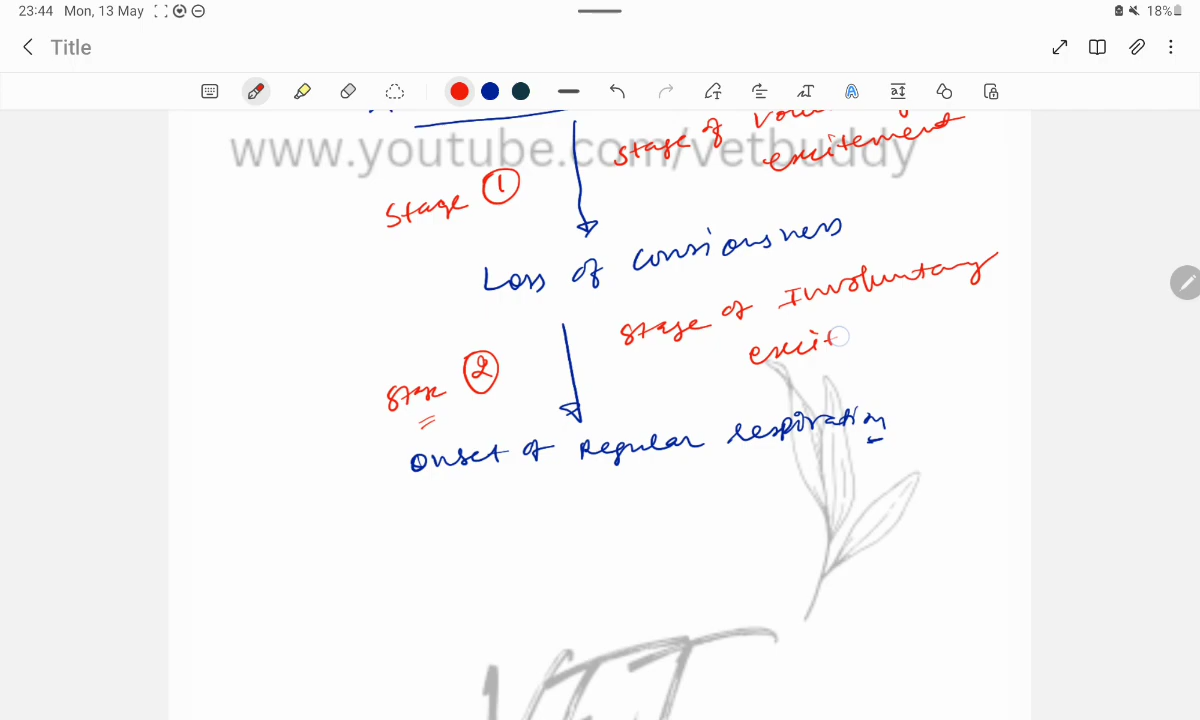 23:44 Mon, 13 May 18%
Title
Stage of
excitement
www.youtube.com/vetbuddy
Stage 1
Loss of consiousness
Stage of Involuntary
excit
Stage 2
Onset of Regular respiration